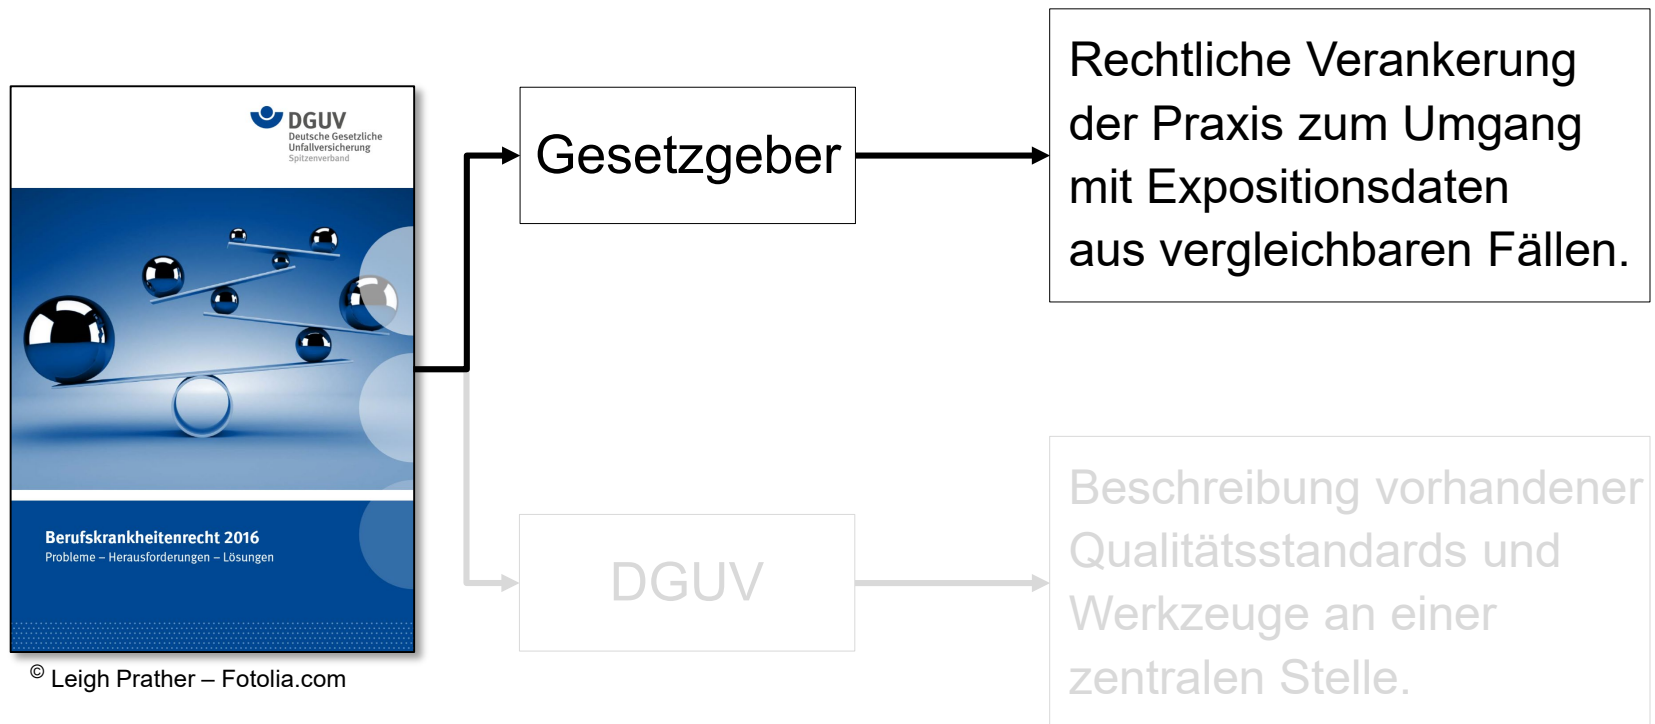 DGUV
Deutsche Gesetzliche
Unfallversicherung
Spitzenverband
Berufskrankheitenrecht 2016
Probleme – Herausforderungen – Lösungen
© Leigh Prather – Fotolia.com
Gesetzgeber
Rechtliche Verankerung
der Praxis zum Umgang
mit Expositionsdaten
aus vergleichbaren Fällen.
DGUV
Beschreibung vorhandener
Qualitätsstandards und
Werkzeuge an einer
zentralen Stelle.